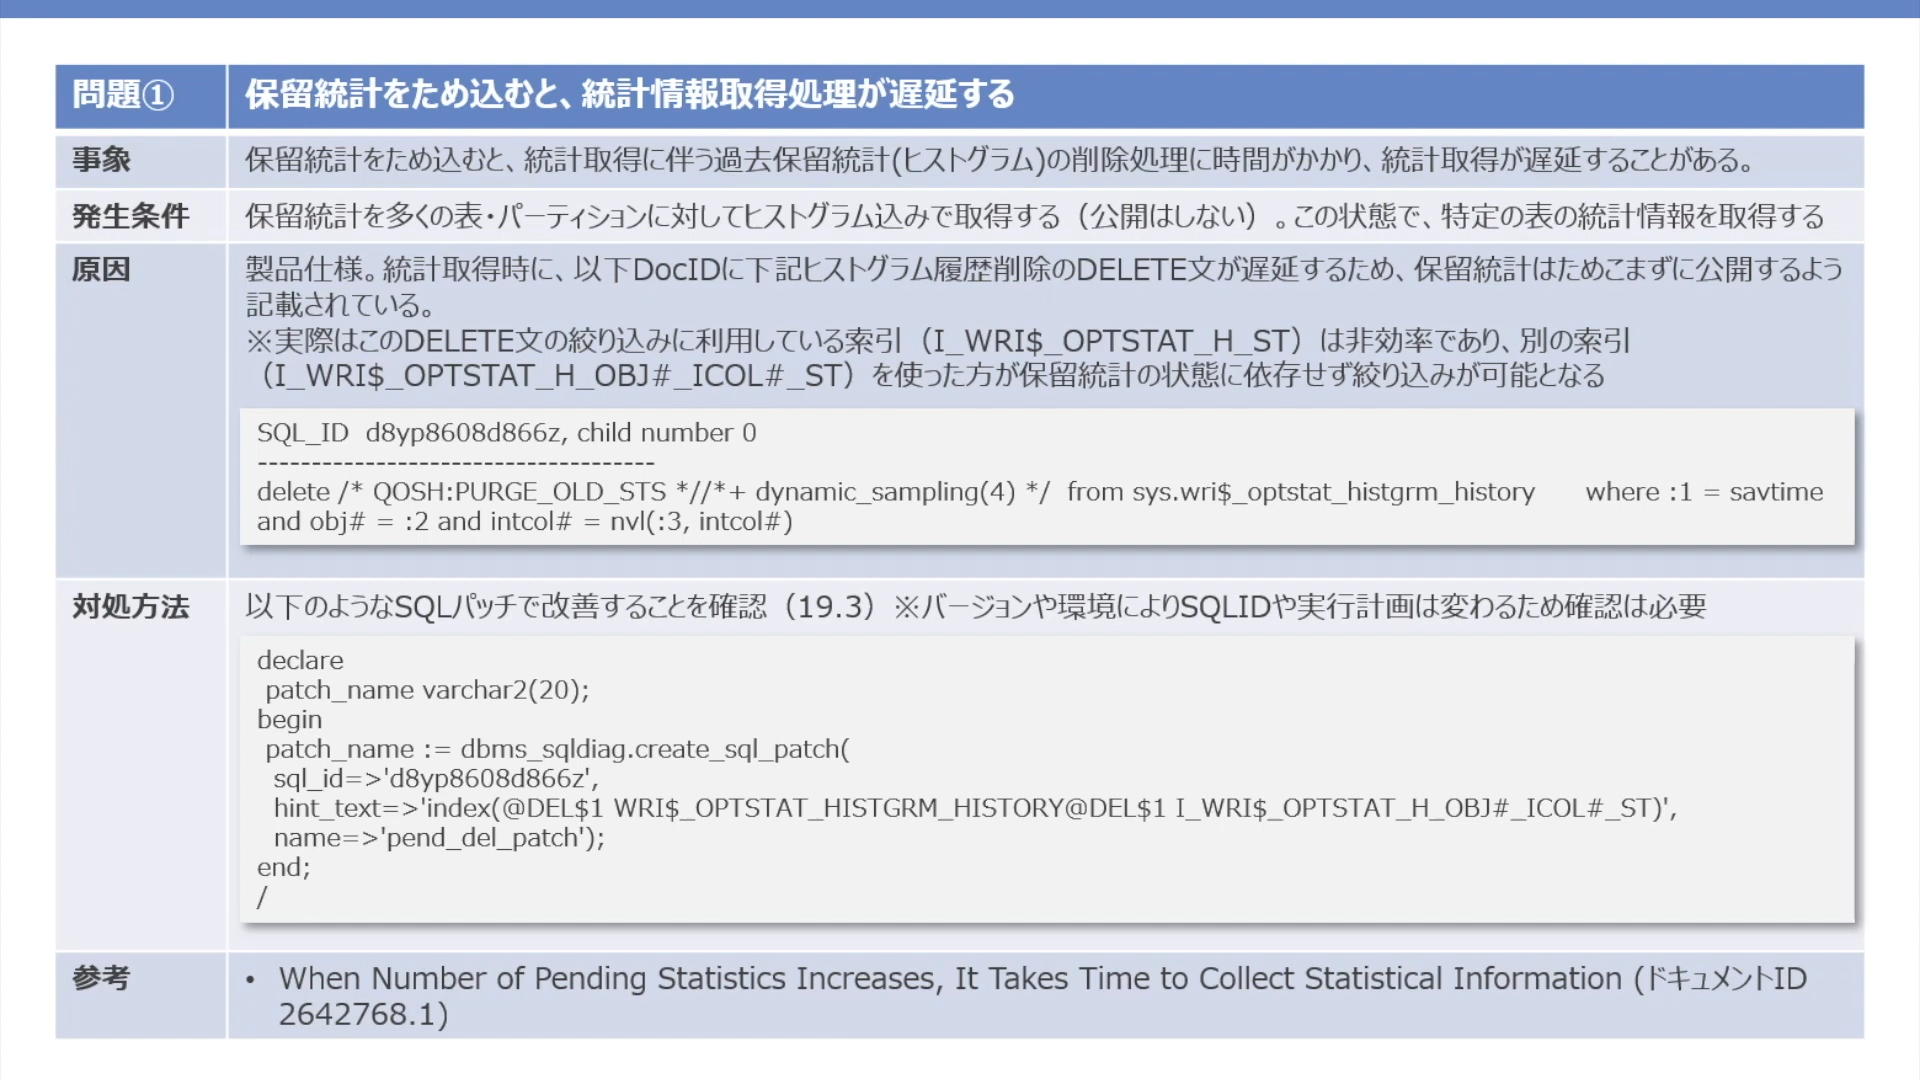 問題① 保留統計をため込むと、統計情報取得処理が遅延する
事象 保留統計をため込むと、統計取得に伴う過去保留統計(ヒストグラム)の削除処理に時間がかかり、統計取得が遅延することがある。
発生条件 保留統計を多くの表・パーティションに対してヒストグラム込みで取得する（公開はしない）。この状態で、特定の表の統計情報を取得する
原因 製品仕様。統計取得時に、以下DocIDに下記ヒストグラム履歴削除のDELETE文が遅延するため、保留統計はためこまずに公開するよう
記載されている。
※実際はこのDELETE文の絞り込みに利用している索引（I_WRI$_OPTSTAT_H_ST）は非効率であり、別の索引
（I_WRI$_OPTSTAT_H_OBJ#_ICOL#_ST）を使った方が保留統計の状態に依存せず絞り込みが可能となる
SQL_ID  d8yp8608d866z, child number 0
-------------------------------------
delete /* QOSH:PURGE_OLD_STS *//*+ dynamic_sampling(4) */  from sys.wri$_optstat_histgrm_history      where :1 = savtime
and obj# = :2 and intcol# = nvl(:3, intcol#)
対処方法 以下のようなSQLパッチで改善することを確認（19.3）※バージョンや環境によりSQLIDや実行計画は変わるため確認は必要
declare
 patch_name varchar2(20);
begin
 patch_name := dbms_sqldiag.create_sql_patch(
  sql_id=>'d8yp8608d866z',
  hint_text=>'index(@DEL$1 WRI$_OPTSTAT_HISTGRM_HISTORY@DEL$1 I_WRI$_OPTSTAT_H_OBJ#_ICOL#_ST)',
  name=>'pend_del_patch');
end;
/
参考 • When Number of Pending Statistics Increases, It Takes Time to Collect Statistical Information (ドキュメントID
2642768.1)